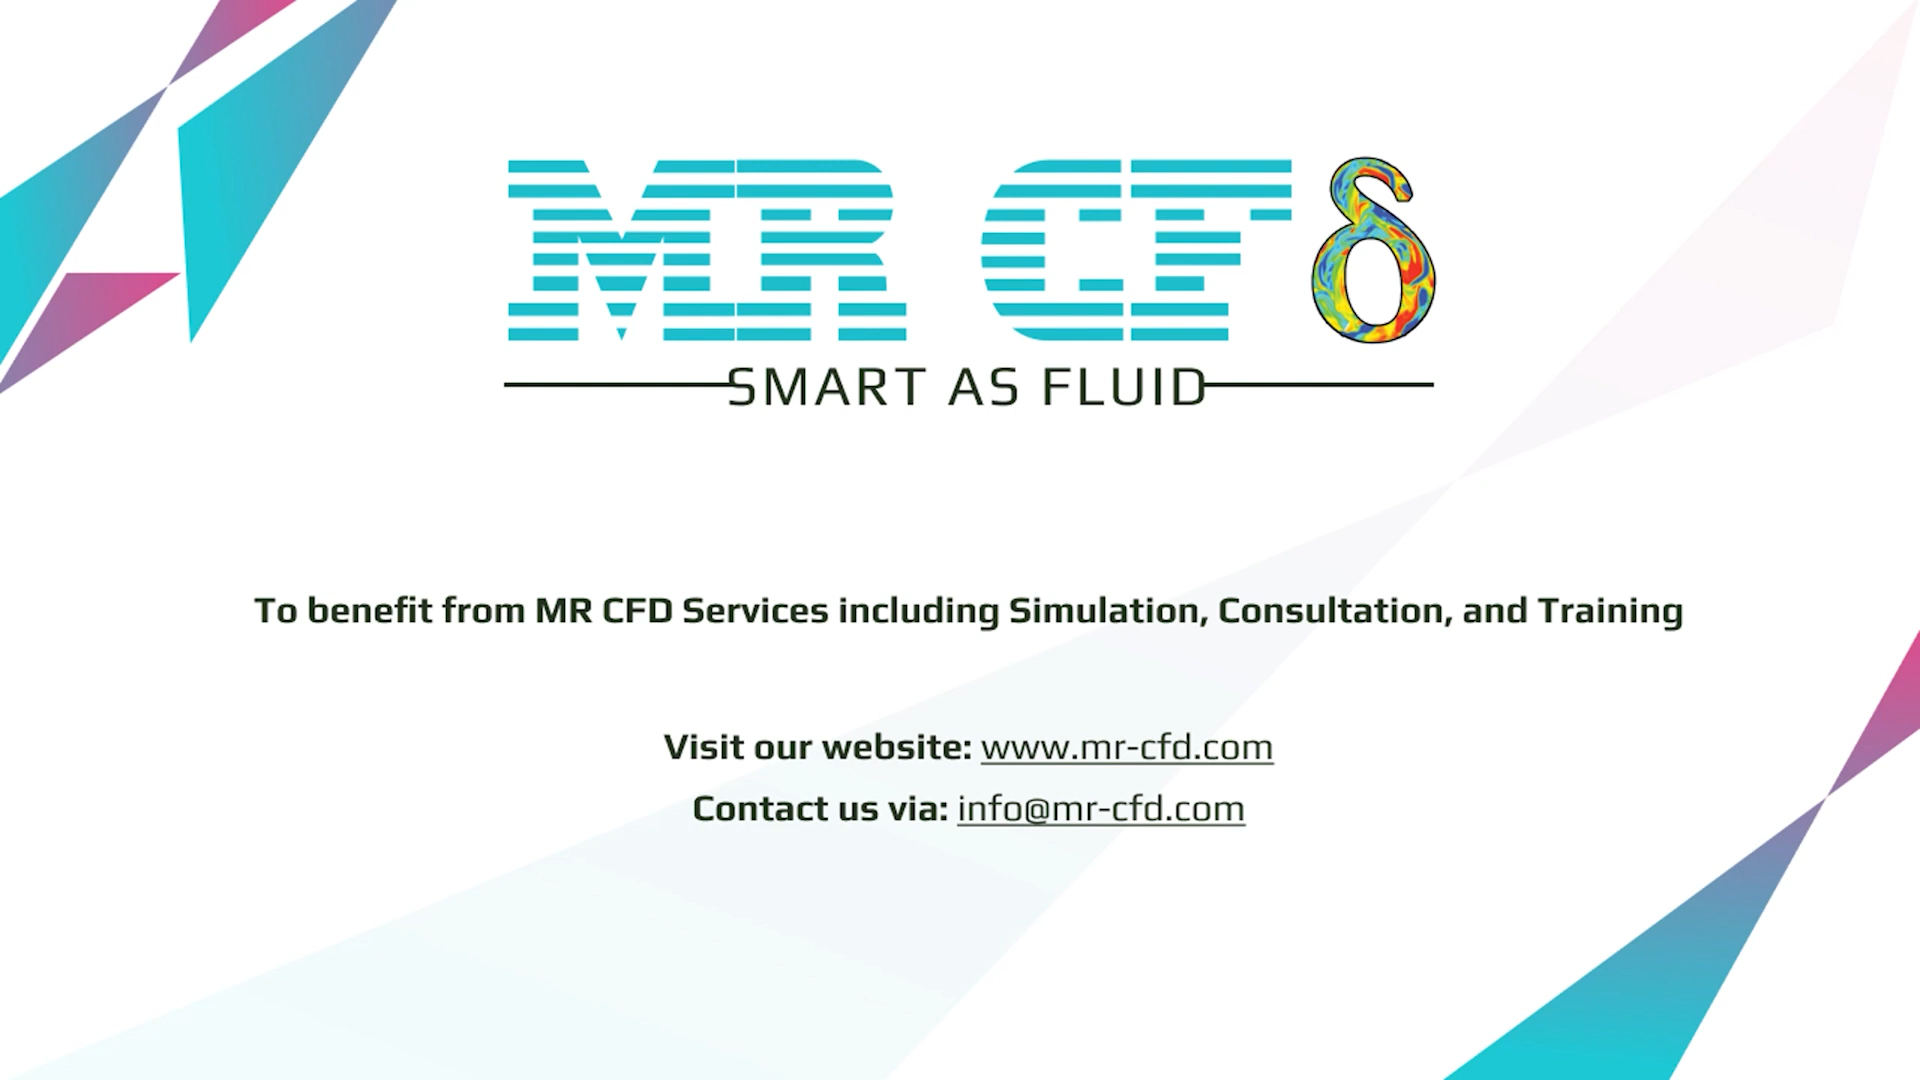 MR CFδ
SMART AS FLUID
To benefit from MR CFD Services including Simulation, Consultation, and Training
Visit our website: www.mr-cfd.com
Contact us via: info@mr-cfd.com